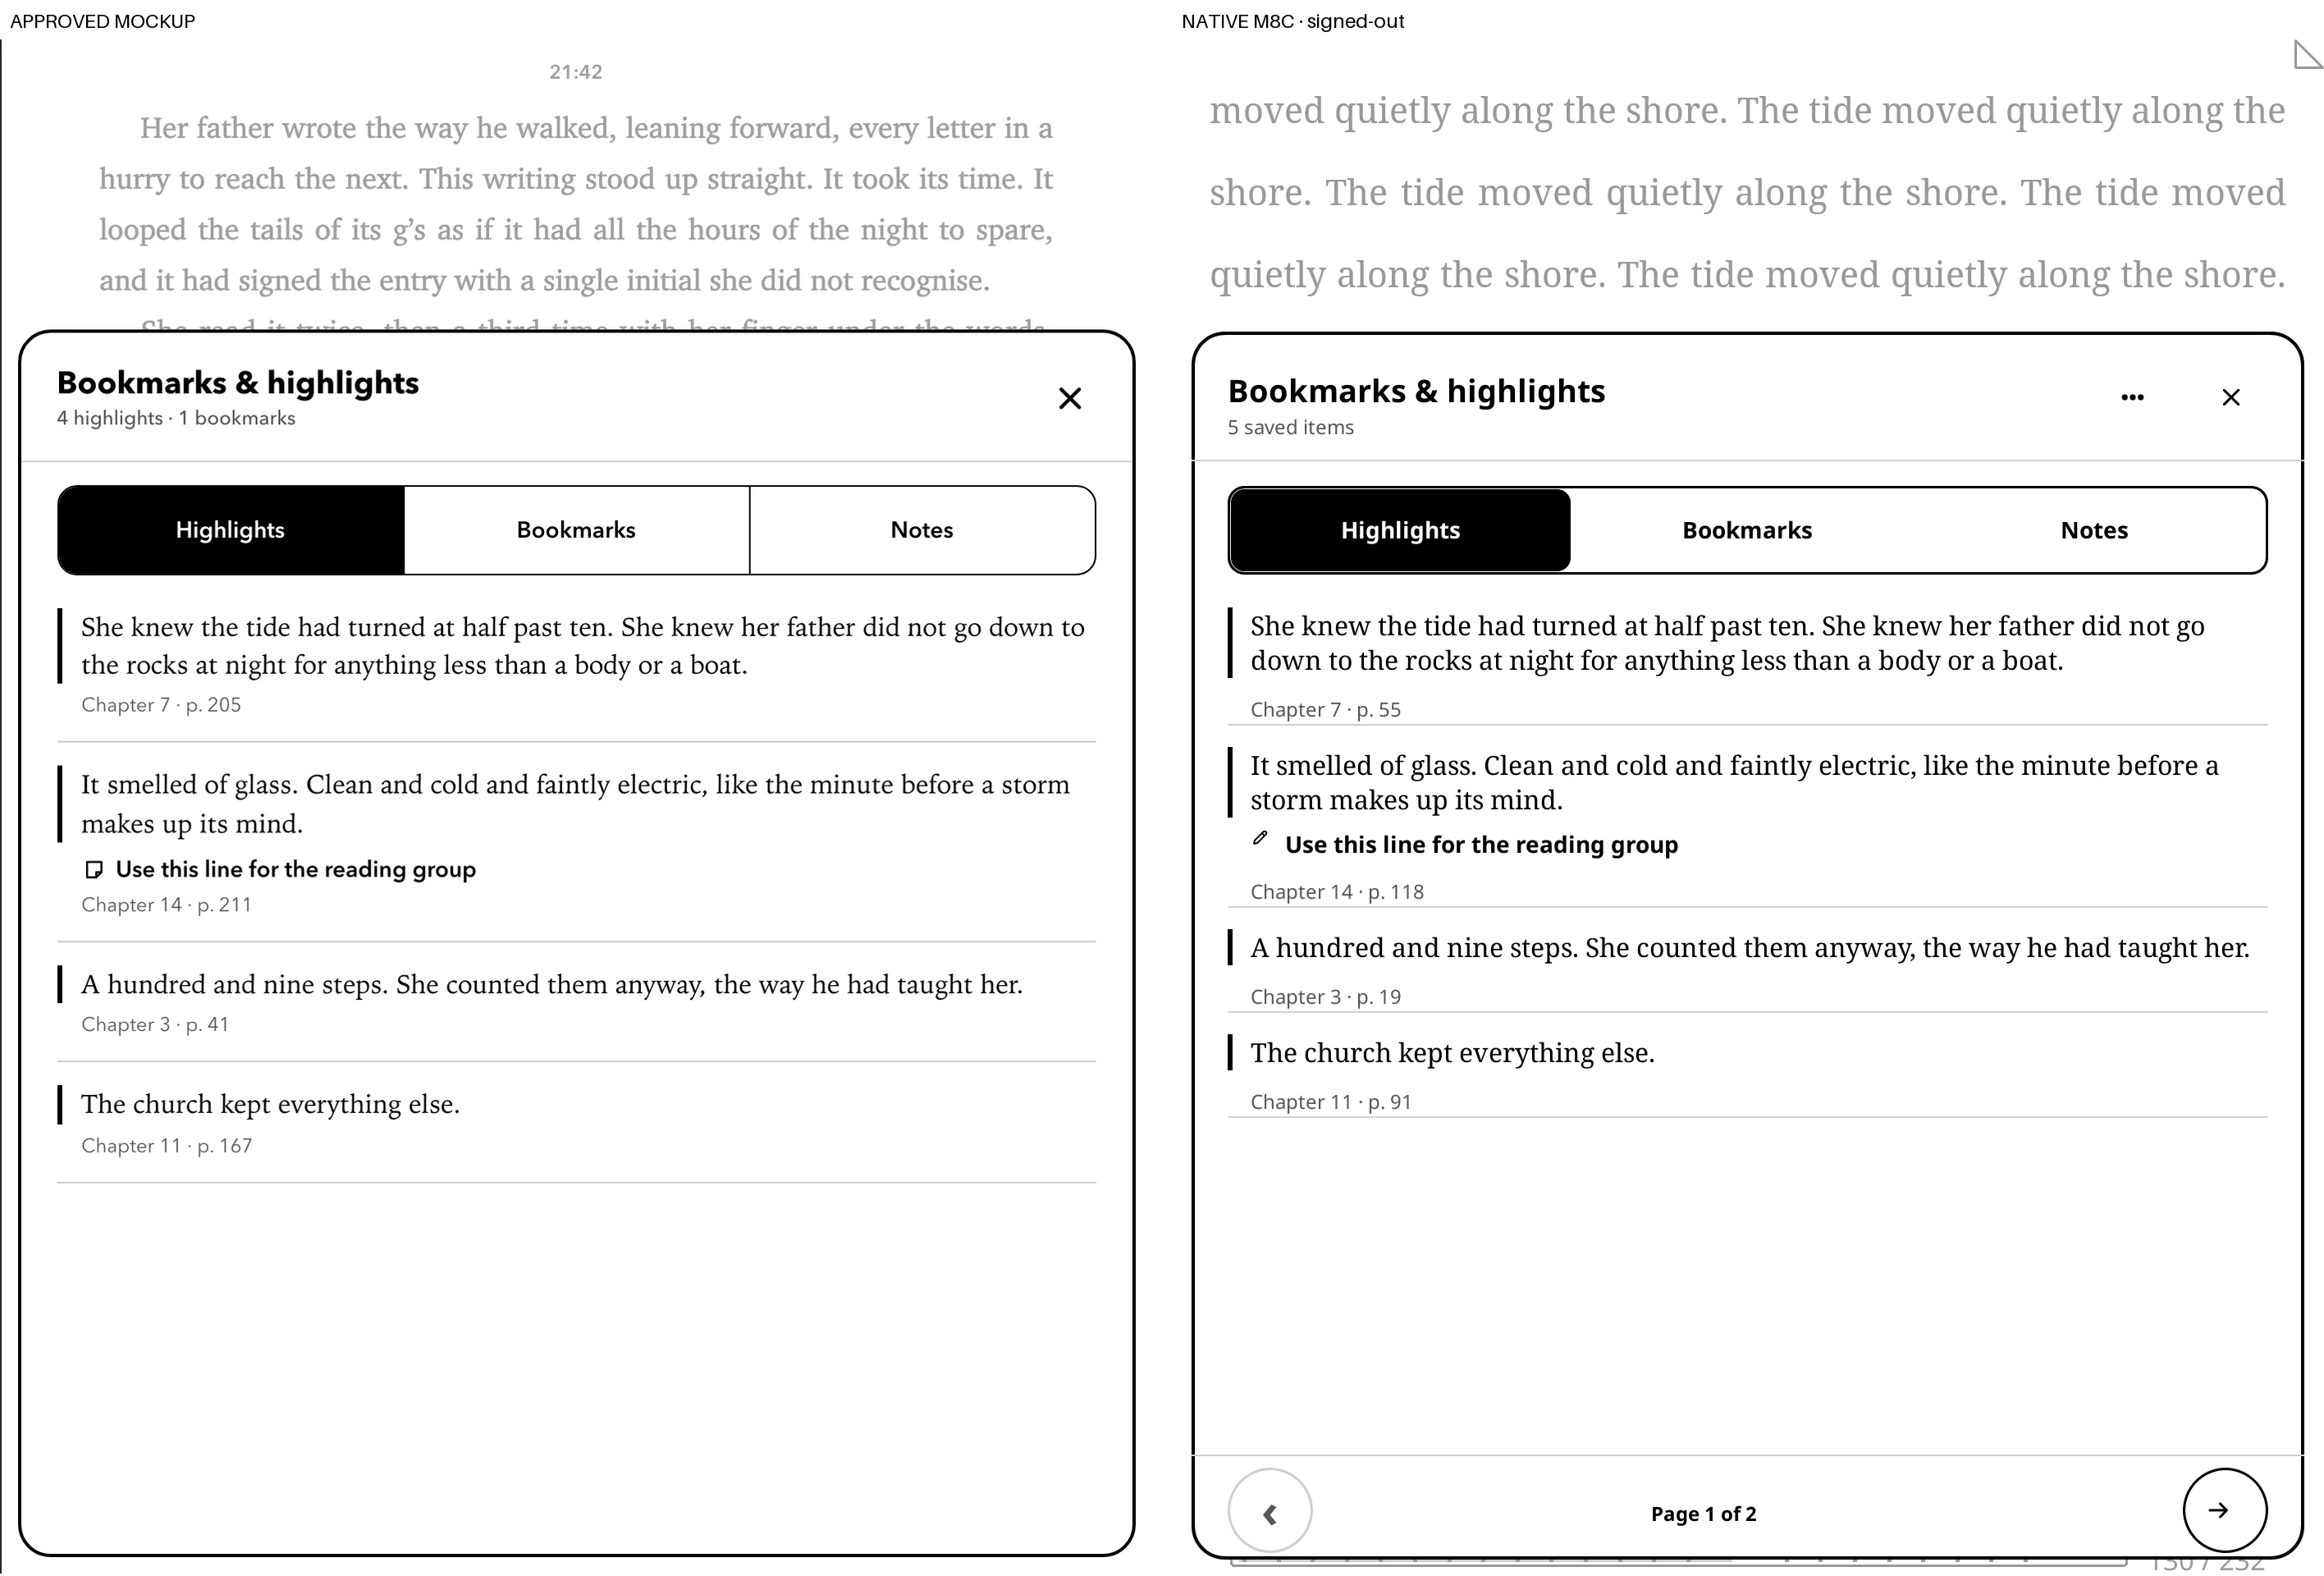 APPROVED MOCKUP
21:42
Her father wrote the way he walked, leaning forward, every letter in a
hurry to reach the next. This writing stood up straight. It took its time. It
looped the tails of its g’s as if it had all the hours of the night to spare,
and it had signed the entry with a single initial she did not recognise.
She read it twice, then a third time with her finger under the words,
Bookmarks & highlights
4 highlights · 1 bookmarks
Highlights
Bookmarks
Notes
She knew the tide had turned at half past ten. She knew her father did not go down to
the rocks at night for anything less than a body or a boat.
Chapter 7 · p. 205
It smelled of glass. Clean and cold and faintly electric, like the minute before a storm
makes up its mind.
Use this line for the reading group
Chapter 14 · p. 211
A hundred and nine steps. She counted them anyway, the way he had taught her.
Chapter 3 · p. 41
The church kept everything else.
Chapter 11 · p. 167
NATIVE M8C · signed-out
moved quietly along the shore. The tide moved quietly along the
shore. The tide moved quietly along the shore. The tide moved
quietly along the shore. The tide moved quietly along the shore.
Bookmarks & highlights
5 saved items
Highlights
Bookmarks
Notes
She knew the tide had turned at half past ten. She knew her father did not go
down to the rocks at night for anything less than a body or a boat.
Chapter 7 · p. 55
It smelled of glass. Clean and cold and faintly electric, like the minute before a
storm makes up its mind.
Use this line for the reading group
Chapter 14 · p. 118
A hundred and nine steps. She counted them anyway, the way he had taught her.
Chapter 3 · p. 19
The church kept everything else.
Chapter 11 · p. 91
Page 1 of 2
130 / 232